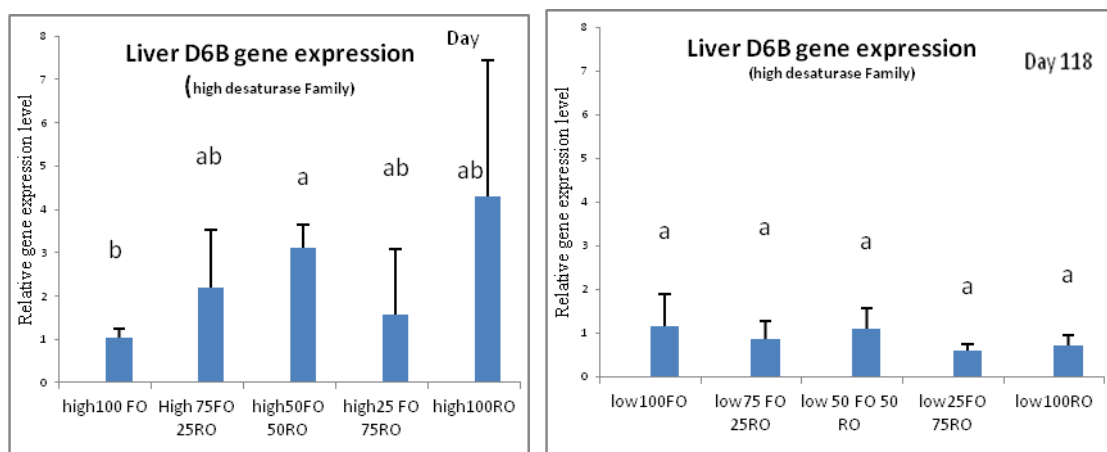 Liver D6B gene expression
(high desaturase Family)
Day
Relative gene expression level
8
7
6
5
4
3
2
1
0
b
ab
a
ab
ab
high100 FO
High 75FO
25RO
high50FO
50RO
high25 FO
75RO
high100RO
Liver D6B gene expression
(high desaturase Family)
Day 118
Relative gene expression level
8
7
6
5
4
3
2
1
0
a
a
a
a
a
low100FO
low75 FO
25RO
low 50 FO 50
RO
low25FO
75RO
low100RO